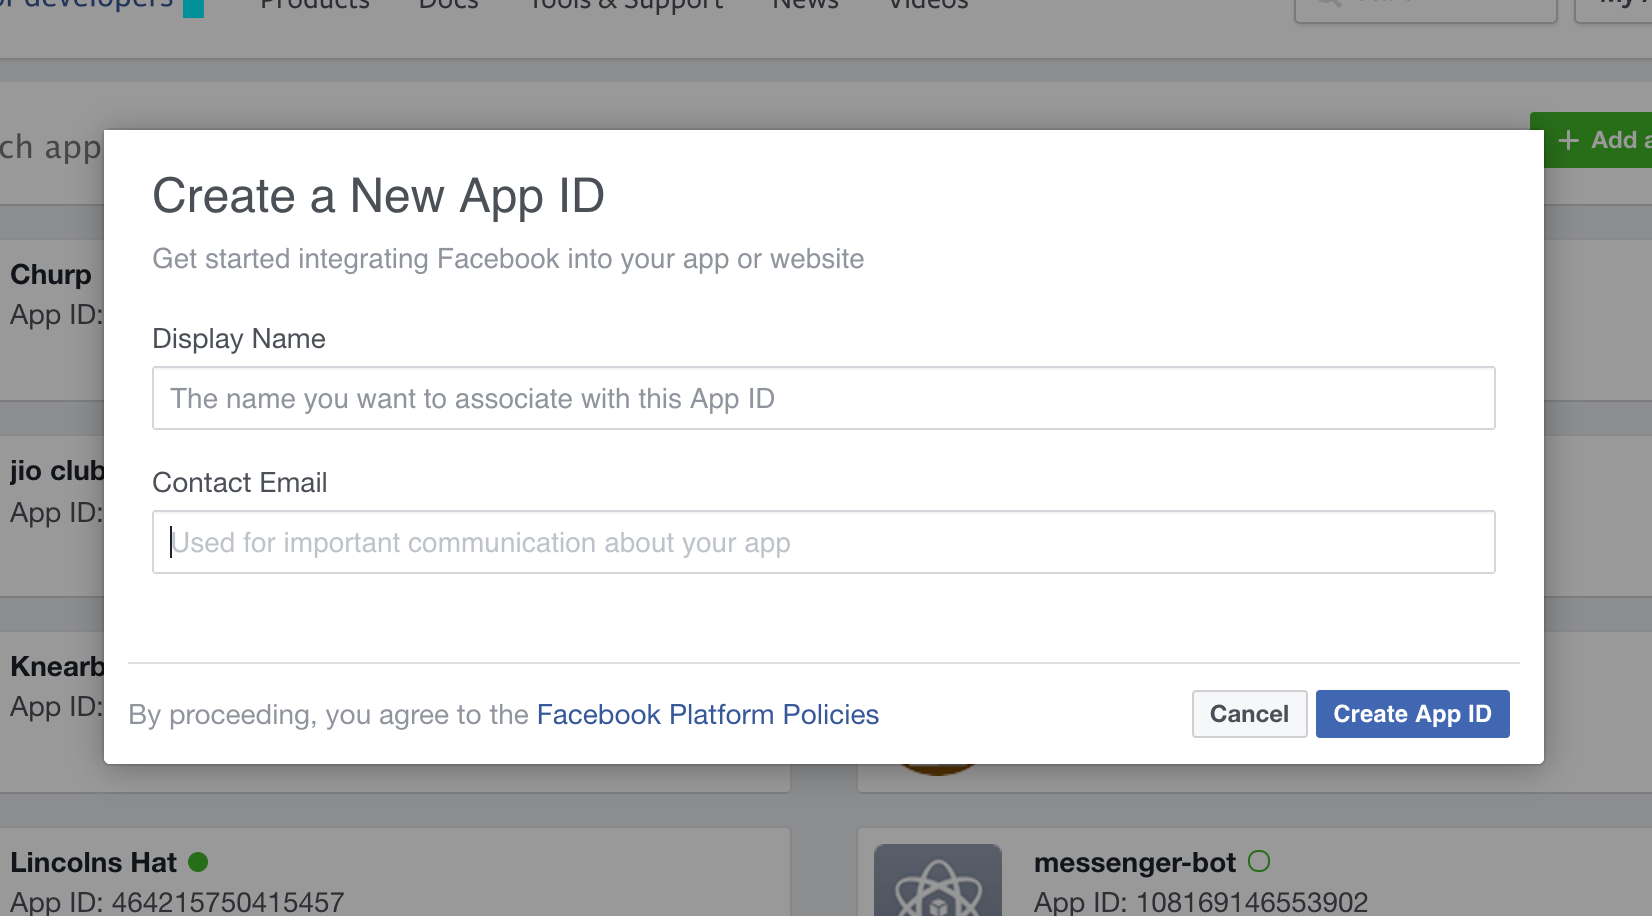 developers
Products Docs Tools & Support News Videos
ch app
+ Add
Create a New App ID
Get started integrating Facebook into your app or website
Churp
App ID:
Display Name
The name you want to associate with this App ID
jio club
App ID:
Contact Email
Used for important communication about your app
Knearb
App ID:
By proceeding, you agree to the Facebook Platform Policies
Cancel Create App ID
Lincolns Hat
App ID: 464215750415457
messenger-bot
App ID: 108169146553902